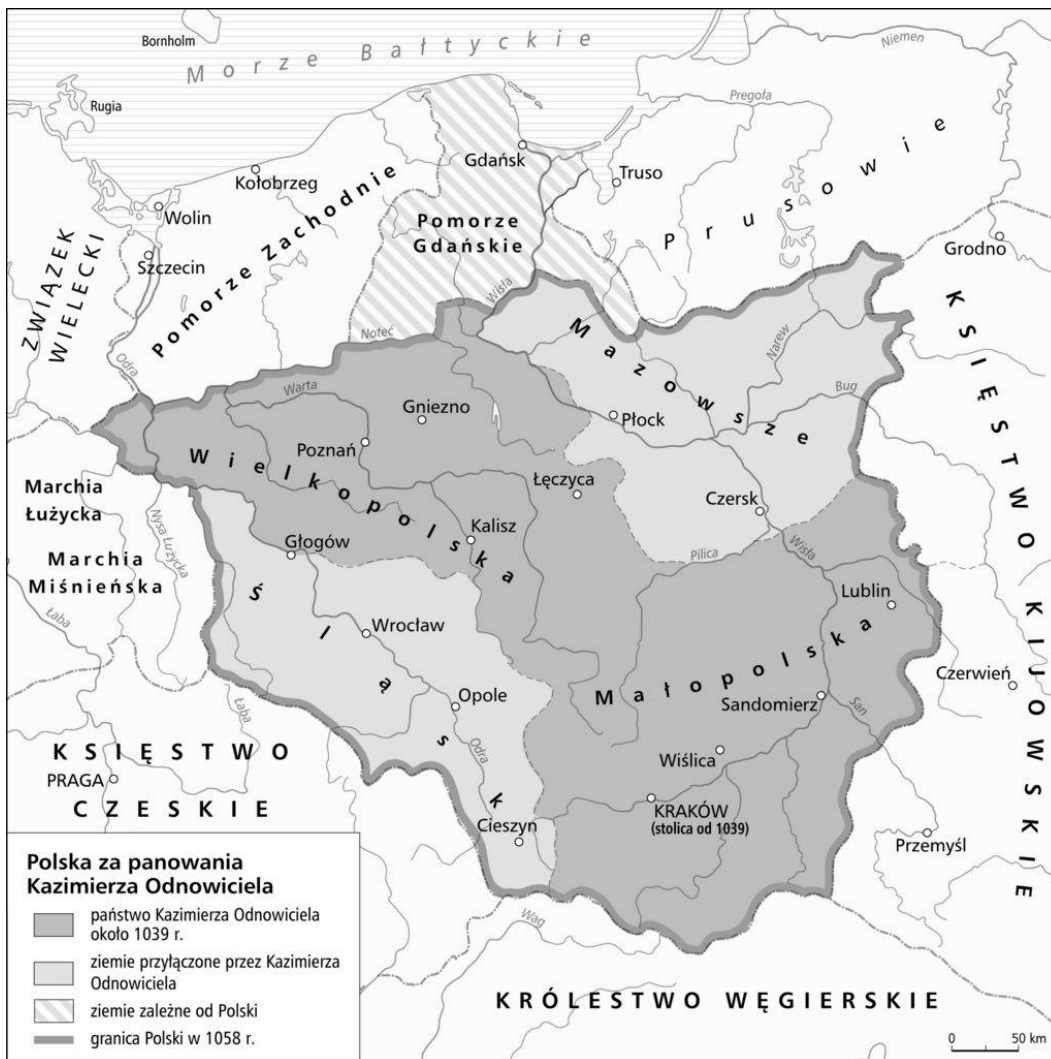 Bornholm
Morze Bałtyckie
Niemen
Rugia
Pregoła
Gdańsk
Truso
Kołobrzeg
Prusowie
Wolin
Pomorze Zachodnie
Pomorze
Gdańskie
Grodno
Szczecin
ZWIĄZEK
WIELECKI
Wisła
Noteć
Mazowsze
Narew
Odra
Warta
Gniezno
Bug
Płock
Poznań
Wielkopolska
KSIĘSTWO KIJOWSKIE
Marchia
Łużycka
Łęczyca
Czersk
Nysa Łużycka
Kalisz
Głogów
Pilica
Wisła
Marchia
Miśnieńska
Lublin
Łaba
Śląsk
Wrocław
Małopolska
Czerwień
Łaba
Opole
Sandomierz
San
Odra
KSIĘSTWO
Wiślica
PRAGA
CZESKIE
KRAKÓW
(stolica od 1039)
Cieszyn
Przemyśl
Polska za panowania
Kazimierza Odnowiciela
państwo Kazimierza Odnowiciela
około 1039 r.
ziemie przyłączone przez Kazimierza
Odnowiciela
ziemie zależne od Polski
granica Polski w 1058 r.
Wag
KRÓLESTWO WĘGIERSKIE
0 50 km